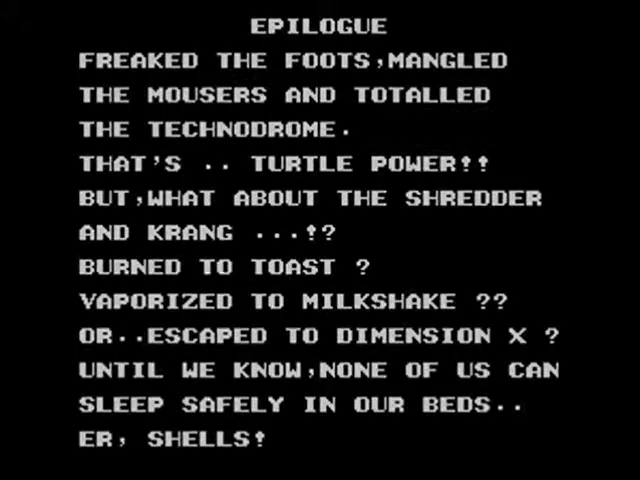 EPILOGUE
FREAKED THE FOOTS,MANGLED
THE MOUSERS AND TOTALLED
THE TECHNODROME.
THAT'S .. TURTLE POWER!!
BUT,WHAT ABOUT THE SHREDDER
AND KRANG ...!?
BURNED TO TOAST ?
VAPORIZED TO MILKSHAKE ??
OR..ESCAPED TO DIMENSION X ?
UNTIL WE KNOW,NONE OF US CAN
SLEEP SAFELY IN OUR BEDS..
ER, SHELLS!